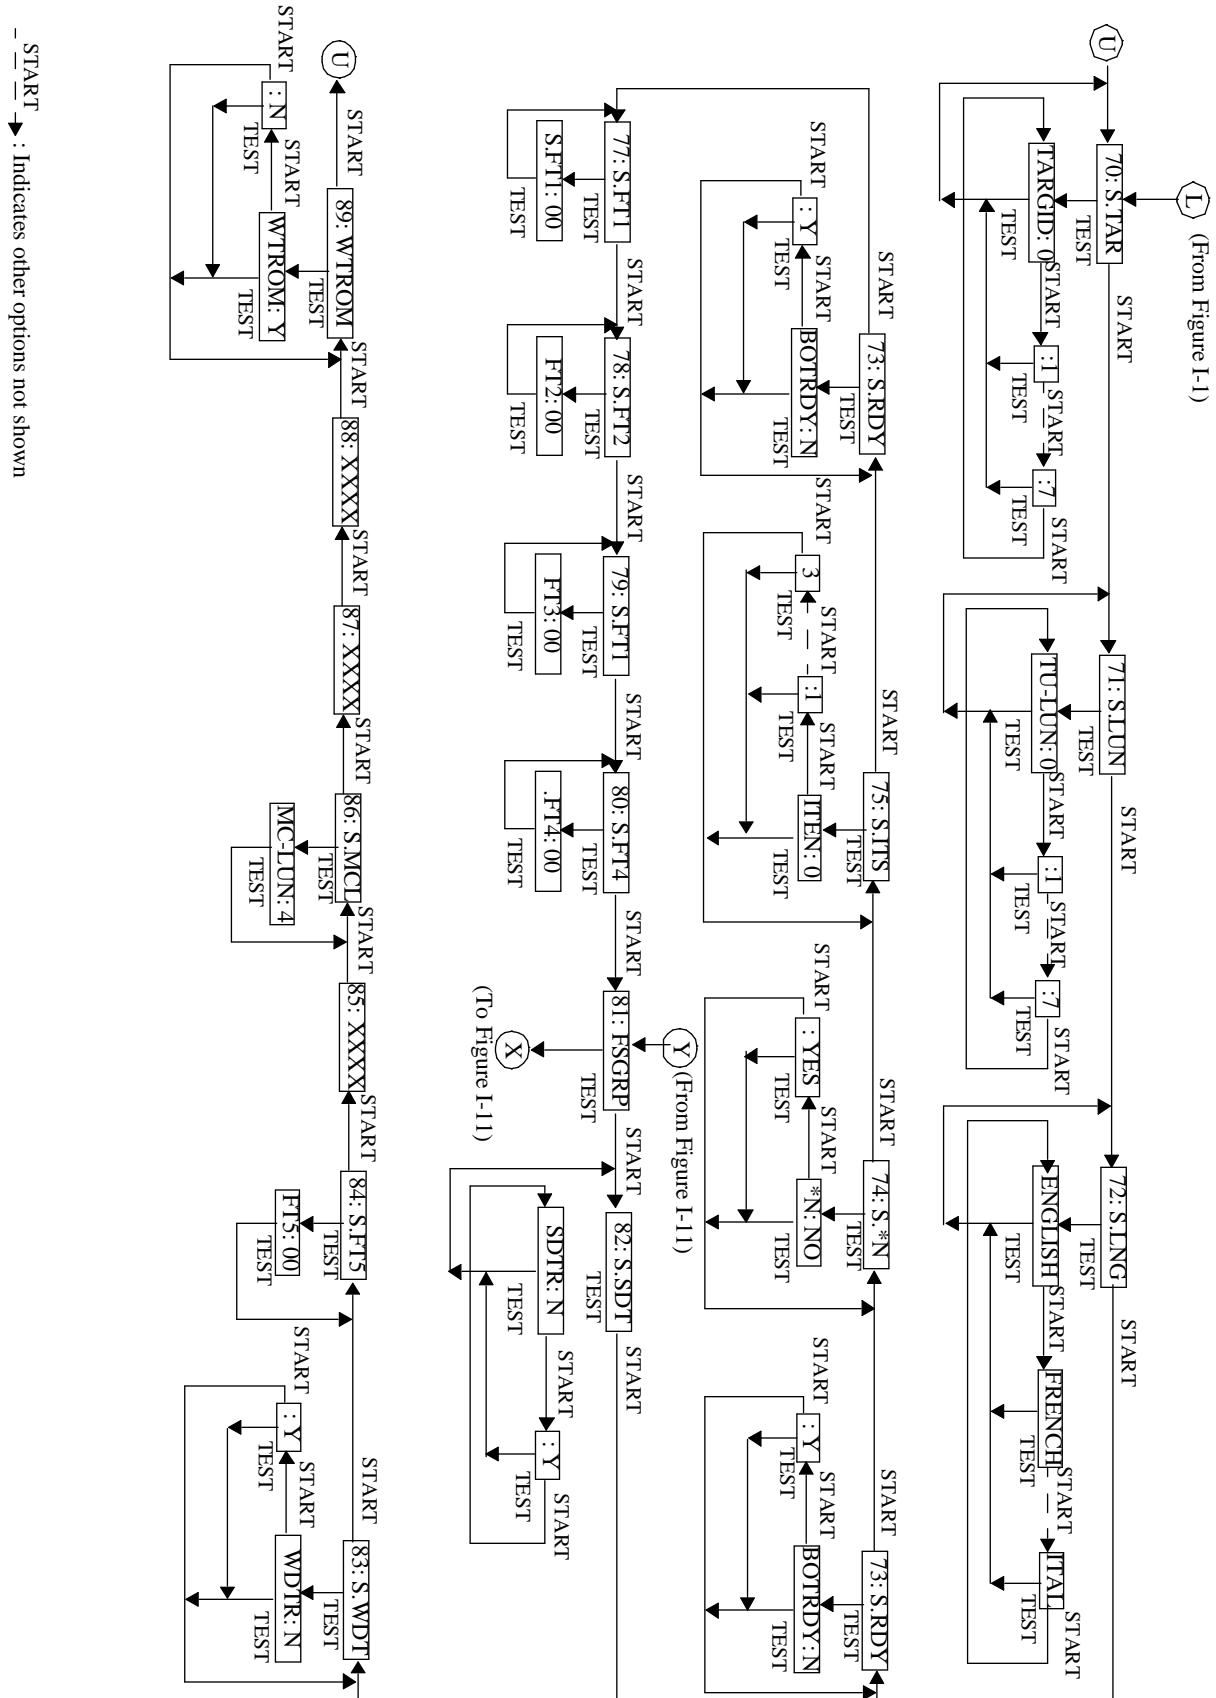 L (From Figure I-1)
START START START
U 70: S.TAR 71: S.LUN 72: S.LNG
TEST TEST TEST
TARGID: 0 START :1 START :7 START TU-LUN: 0 START :1 START :7 START ENGLISH START FRENCH START ITAL START
TEST TEST TEST TEST TEST TEST TEST TEST TEST
START START START START
73: S.RDY 75: S.ITS 74: S.*N 73: S.RDY
TEST TEST TEST TEST
START : Y START BOTRDY: N START 3 START :1 START ITEN: 0 START : YES START *N: NO START : Y START BOTRDY:N
TEST TEST TEST TEST TEST TEST TEST TEST TEST
Y (From Figure I-11)
START START START START START START
77: S.FT1 78: S.FT2 79: S.FT1 80: S.FT4 81: FSGRP 82: S.SDT
TEST TEST TEST TEST TEST TEST
S.FT1: 00 FT2: 00 FT3: 00 .FT4: 00 X SDTR: N START : Y START
TEST TEST TEST TEST TEST TEST
(To Figure I-11)
START START START START START START START
U 89: WTROM 88: XXXX 87: XXXX 86: S.MCL 85: XXXX 84: S.FT5 83: S.WDT
TEST TEST TEST TEST
START : N START WTROM: Y MC-LUN: 4 FT5: 00 START : Y START WDTR: N
TEST TEST TEST TEST TEST TEST
START
: Indicates other options not shown